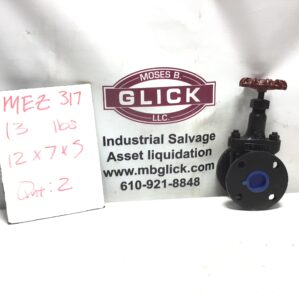 MEZ 317
13 lbs
12 x 7 x 5
Qnt: 2
MOSES B.
GLICK
LLC.
Industrial Salvage
Asset liquidation
www.mbglick.com
610-921-8848